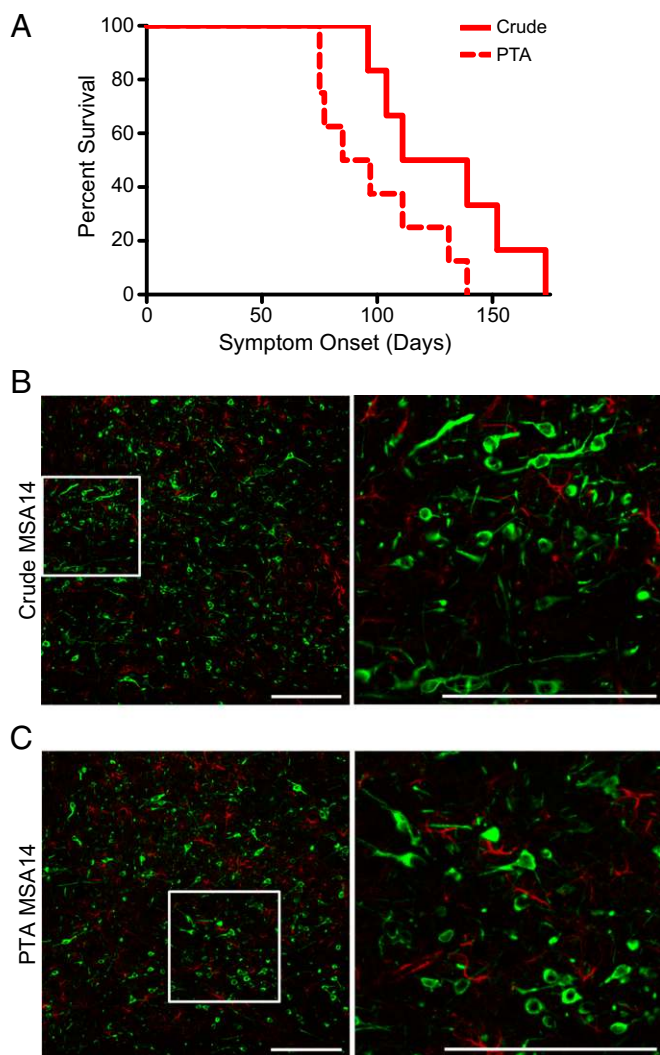 A
Crude
PTA
Percent Survival
100
80
60
40
20
0
0 50 100 150
Symptom Onset (Days)
B
Crude MSA14
C
PTA MSA14